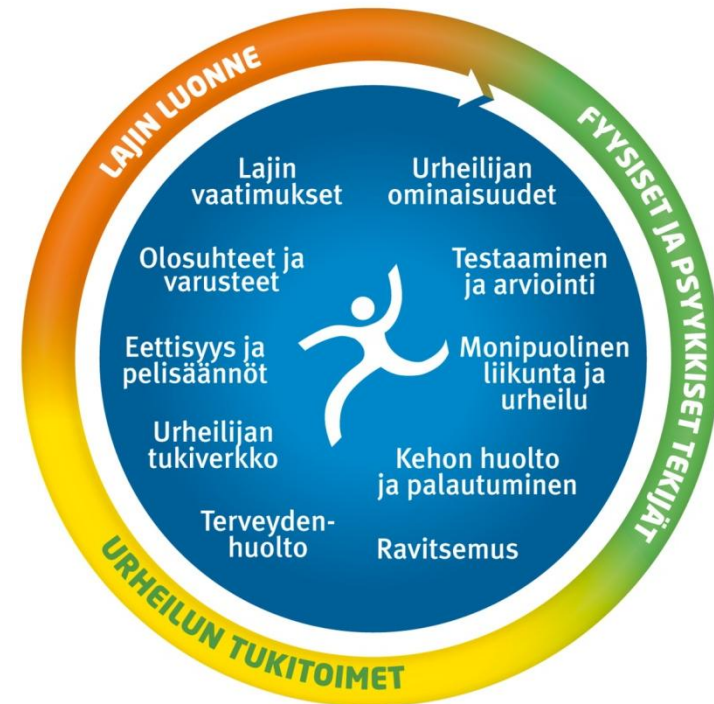 LAJIN LUONNE
FYYSISET JA PSYYKKISET TEKIJÄT
URHEILUN TUKITOIMET
Lajin
vaatimukset
Urheilijan
ominaisuudet
Olosuhteet ja
varusteet
Testaaminen
ja arviointi
Eettisyys ja
pelisäännöt
Monipuolinen
liikunta ja
urheilu
Urheilijan
tukiverkko
Kehon huolto
ja palautuminen
Terveyden-
huolto
Ravitsemus